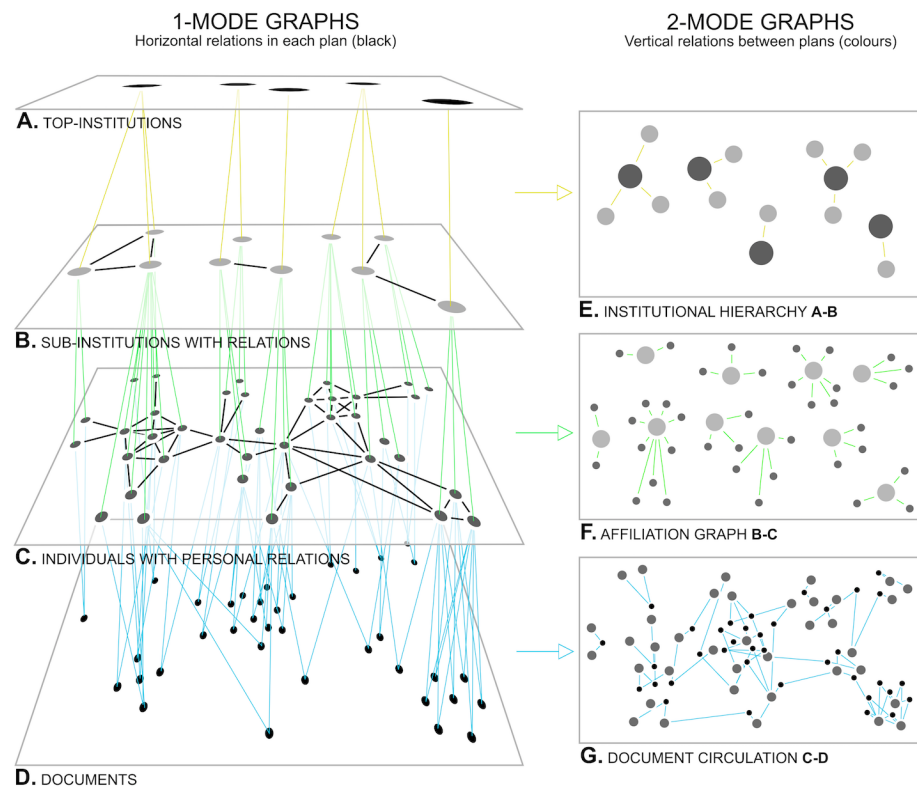 1-MODE GRAPHS
Horizontal relations in each plan (black)
2-MODE GRAPHS
Vertical relations between plans (colours)
A. TOP-INSTITUTIONS
B. SUB-INSTITUTIONS WITH RELATIONS
C. INDIVIDUALS WITH PERSONAL RELATIONS
D. DOCUMENTS
E. INSTITUTIONAL HIERARCHY A-B
F. AFFILIATION GRAPH B-C
G. DOCUMENT CIRCULATION C-D